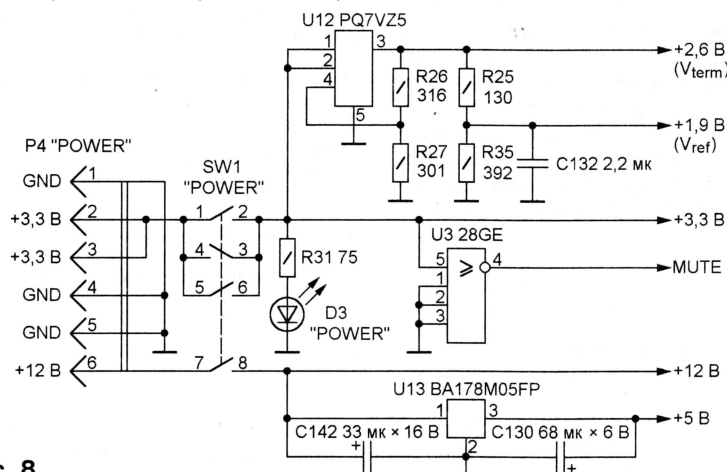 U12 PQ7VZ5
1
2
4
3
5
+2,6 В
(Vterm)
R26
316
R25
130
+1,9 В
(Vref)
R27
301
R35
392
C132 2,2 мк
P4 "POWER"
GND
1
+3,3 В
2
+3,3 В
3
GND
4
GND
5
+12 В
6
SW1
"POWER"
1
2
4
3
5
6
7
8
R31 75
D3
"POWER"
+3,3 В
U3 28GE
5
1
2
3
⩾
4
MUTE
+12 В
U13 BA178M05FP
1
3
2
+5 В
C142 33 мк × 16 В
+
C130 68 мк × 6 В
+
8